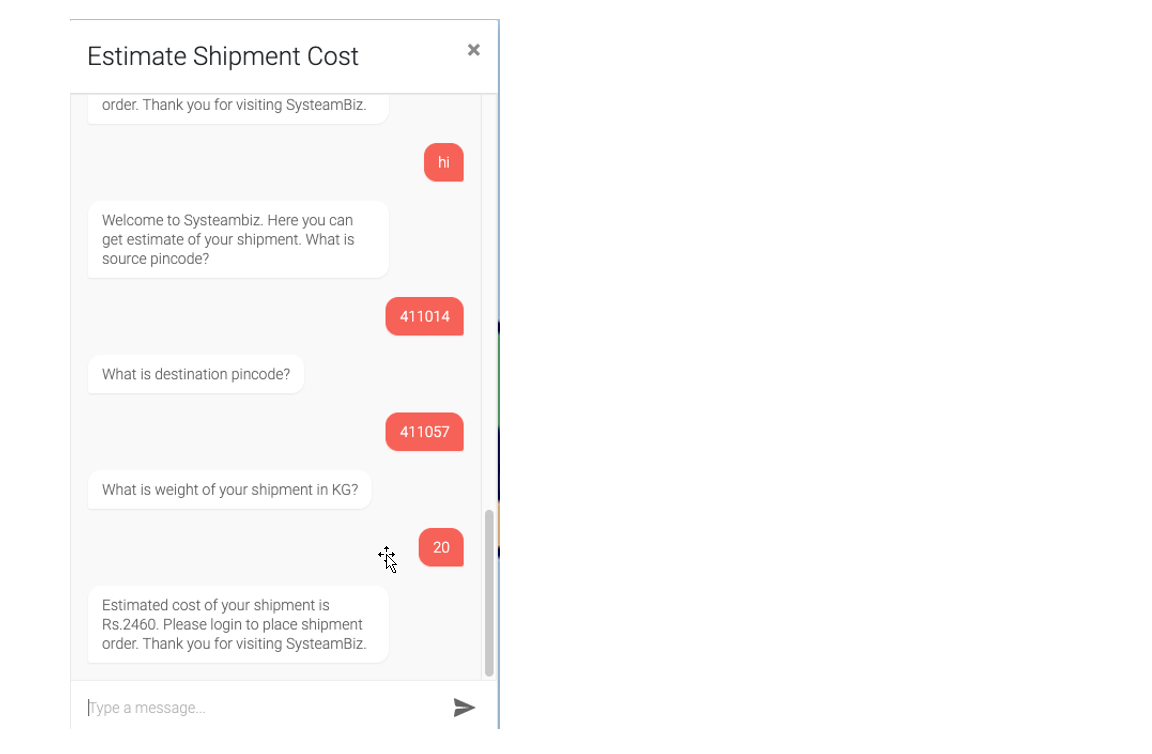 Estimate Shipment Cost
×
order. Thank you for visiting SysteamBiz.
hi
Welcome to Systeambiz. Here you can
get estimate of your shipment. What is
source pincode?
411014
What is destination pincode?
411057
What is weight of your shipment in KG?
20
Estimated cost of your shipment is
Rs.2460. Please login to place shipment
order. Thank you for visiting SysteamBiz.
Type a message...